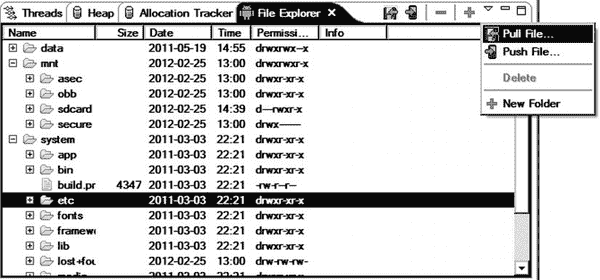 Threads Heap Allocation Tracker File Explorer
Name Size Date Time Permissi... Info
data 2011-05-19 14:55 drwxrwx--x
mnt 2012-02-25 13:00 drwxrwxr-x
asec 2012-02-25 13:00 drwxr-xr-x
obb 2012-02-25 13:00 drwxr-xr-x
sdcard 2012-02-25 14:39 d---rwxr-x
secure 2012-02-25 13:00 drwx------
system 2011-03-03 22:21 drwxr-xr-x
app 2011-03-03 22:21 drwxr-xr-x
bin 2011-03-03 22:21 drwxr-xr-x
build.pr 4347 2011-03-03 22:21 -rw-r--r--
etc 2011-03-03 22:21 drwxr-xr-x
fonts 2011-03-03 22:21 drwxr-xr-x
framew 2011-03-03 22:21 drwxr-xr-x
lib 2011-03-03 22:21 drwxr-xr-x
lost+fou 2012-02-25 13:00 drw-rw-rw-
Pull File...
Push File...
Delete
New Folder